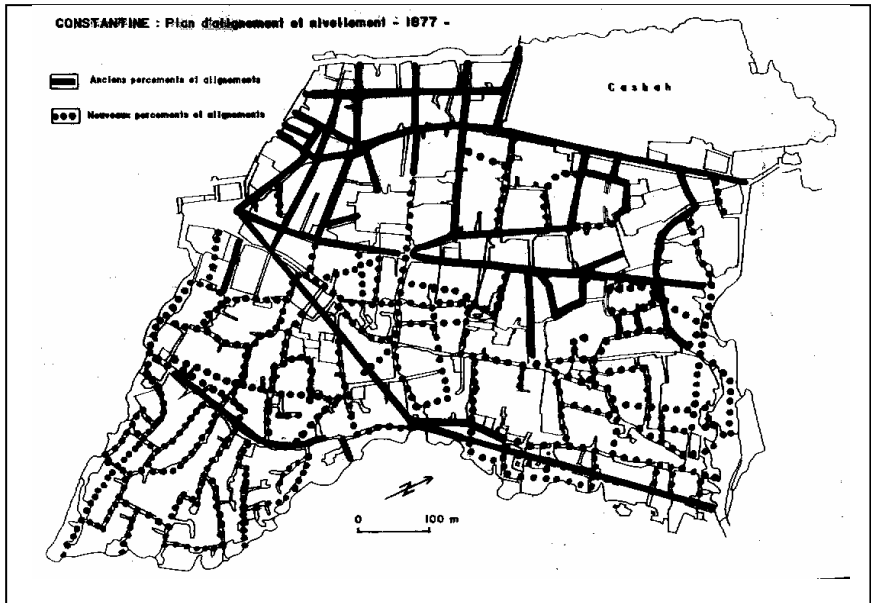 CONSTANTINE : Plan d'alignement et nivellement - 1877 -
Anciens percements et alignements
Nouveaux percements et alignements
Casbah
N
0 100 m